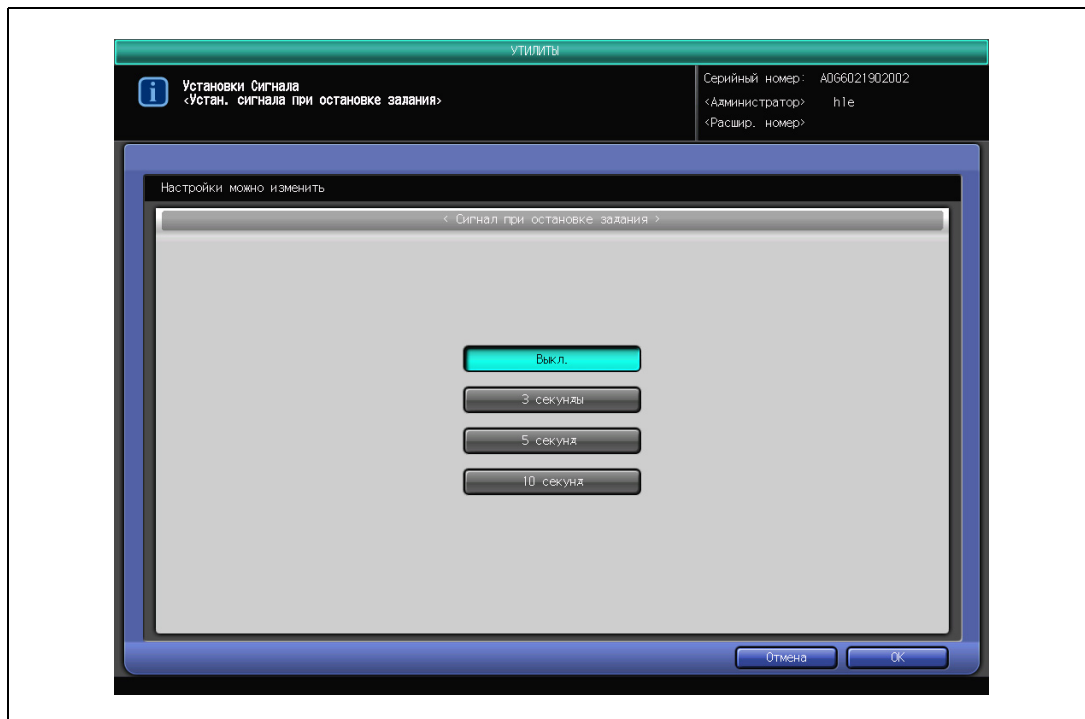 УТИЛИТЫ
Установки Сигнала
<Устан. сигнала при остановке задания>
Серийный номер: A0G6021902002
<Администратор> hle
<Расшир. номер>
Настройки можно изменить
< Сигнал при остановке задания >
Выкл.
3 секунды
5 секунд
10 секунд
Отмена
OK